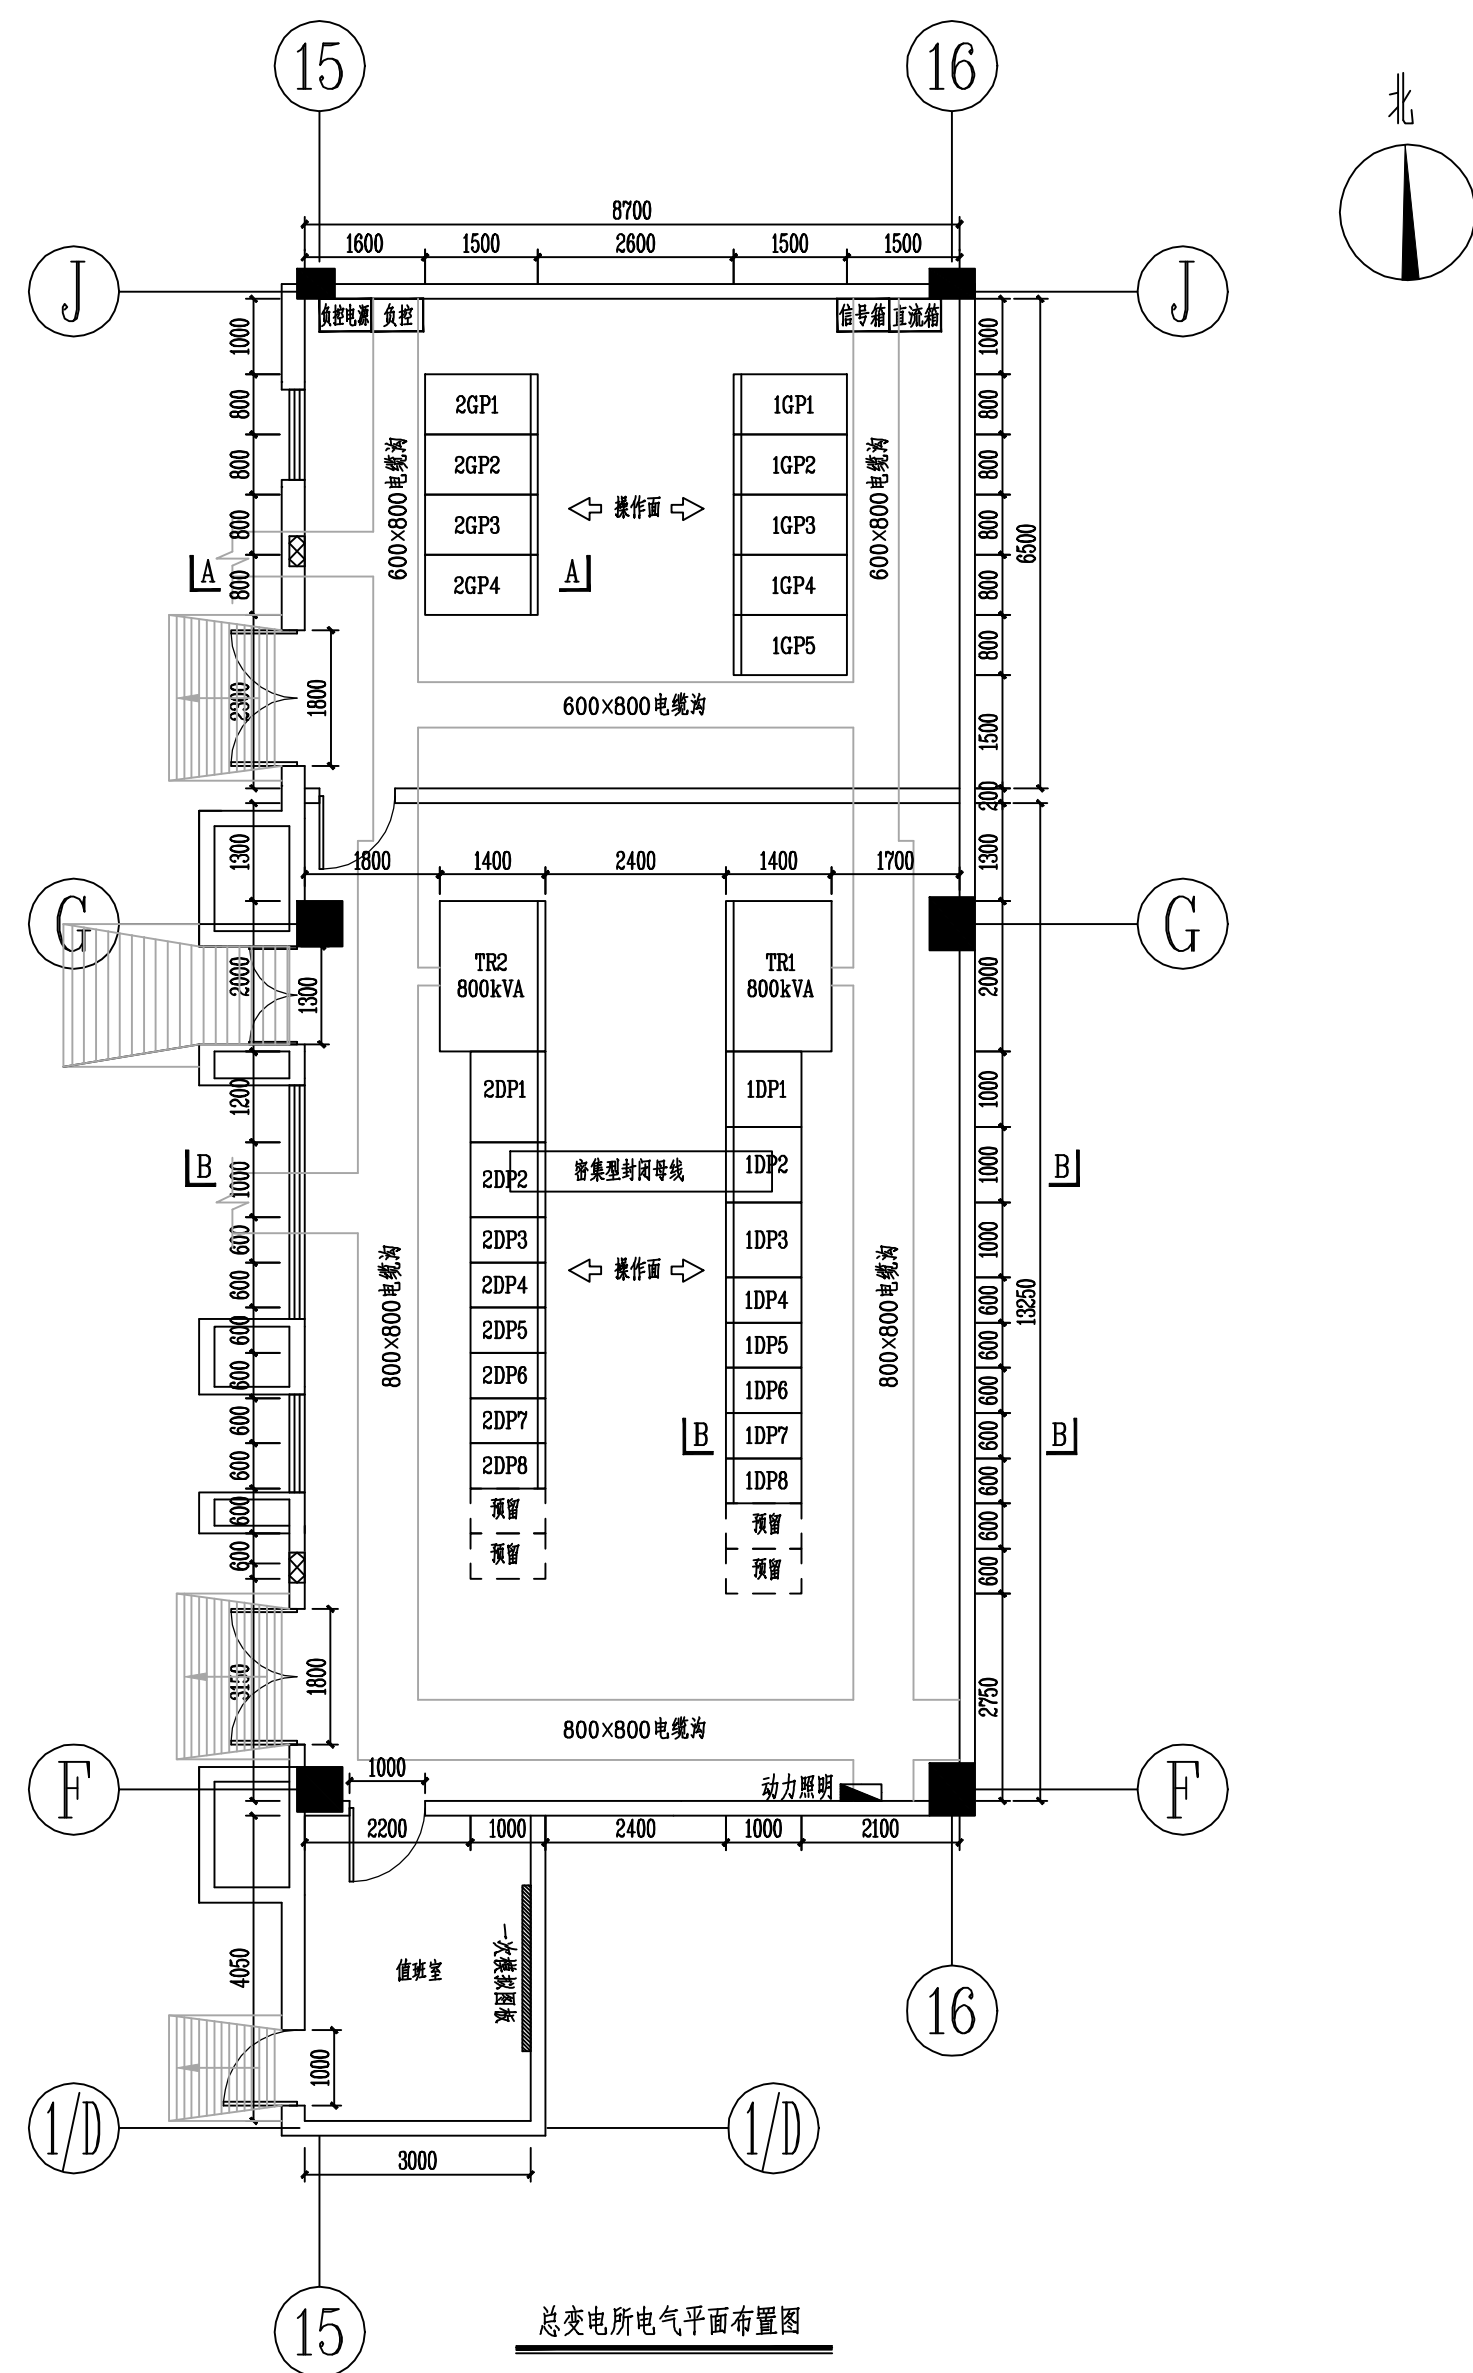 15
16
北
8700
1600
1500
2600
1500
1500
J
J
负控电源
负控
信号箱
直流箱
1000
800
800
800
800
2300
1800
1000
800
800
800
800
800
1500
200
6500
2GP1
2GP2
2GP3
2GP4
1GP1
1GP2
1GP3
1GP4
1GP5
600×800电缆沟
600×800电缆沟
操作面
A
A
600×800电缆沟
1300
1800
1400
2400
1400
1700
1300
G
G
TR2
800kVA
TR1
800kVA
2000
1300
2000
1200
1000
600
600
600
600
600
600
600
600
3150
1800
1000
1000
1000
600
600
600
600
600
600
600
2750
13250
2DP1
2DP2
2DP3
2DP4
2DP5
2DP6
2DP7
2DP8
预留
预留
密集型封闭母线
1DP1
1DP2
1DP3
1DP4
1DP5
1DP6
1DP7
1DP8
预留
预留
B
B
操作面
800×800电缆沟
800×800电缆沟
B
B
800×800电缆沟
F
F
1000
动力照明
2200
1000
2400
1000
2100
4050
值班室
一次模拟图板
1000
16
1/D
1/D
3000
15
总变电所电气平面布置图